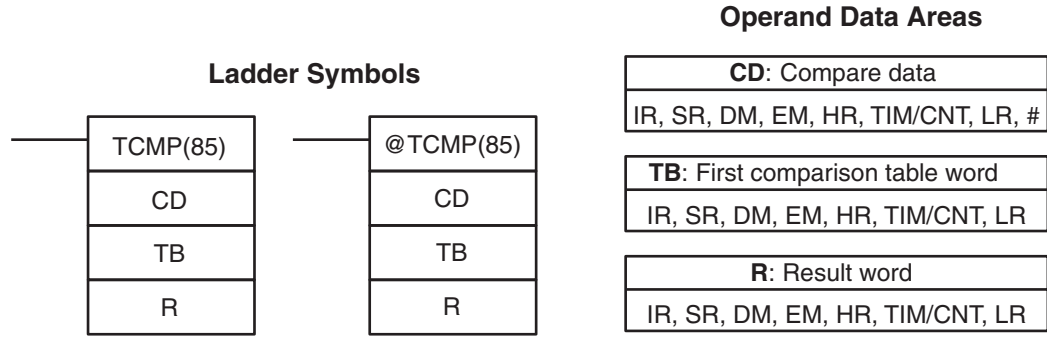 Ladder Symbols
TCMP(85)
CD
TB
R
@TCMP(85)
CD
TB
R
Operand Data Areas
CD: Compare data
IR, SR, DM, EM, HR, TIM/CNT, LR, #
TB: First comparison table word
IR, SR, DM, EM, HR, TIM/CNT, LR
R: Result word
IR, SR, DM, EM, HR, TIM/CNT, LR